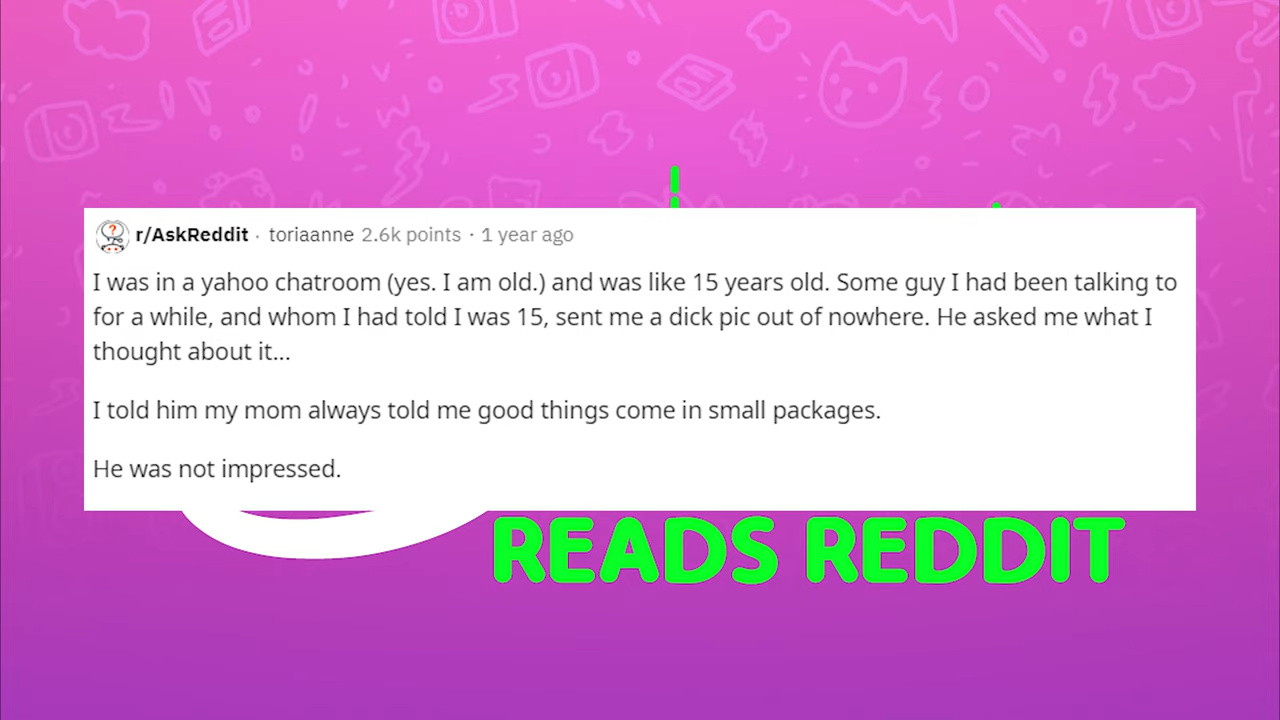 r/AskReddit · toriaanne 2.6k points · 1 year ago
I was in a yahoo chatroom (yes. I am old.) and was like 15 years old. Some guy I had been talking to
for a while, and whom I had told I was 15, sent me a dick pic out of nowhere. He asked me what I
thought about it...
I told him my mom always told me good things come in small packages.
He was not impressed.
READS REDDIT